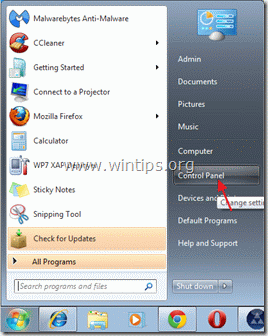 Malwarebytes Anti-Malware
CCleaner
Getting Started
Connect to a Projector
Mozilla Firefox
Calculator
WP7 XAP
Sticky Notes
Snipping Tool
Check for Updates
All Programs
Search programs and files
Admin
Documents
Pictures
Music
Computer
Control Panel
Change setti
Devices and
Default Programs
Help and Support
Shut down
www.wintips.org